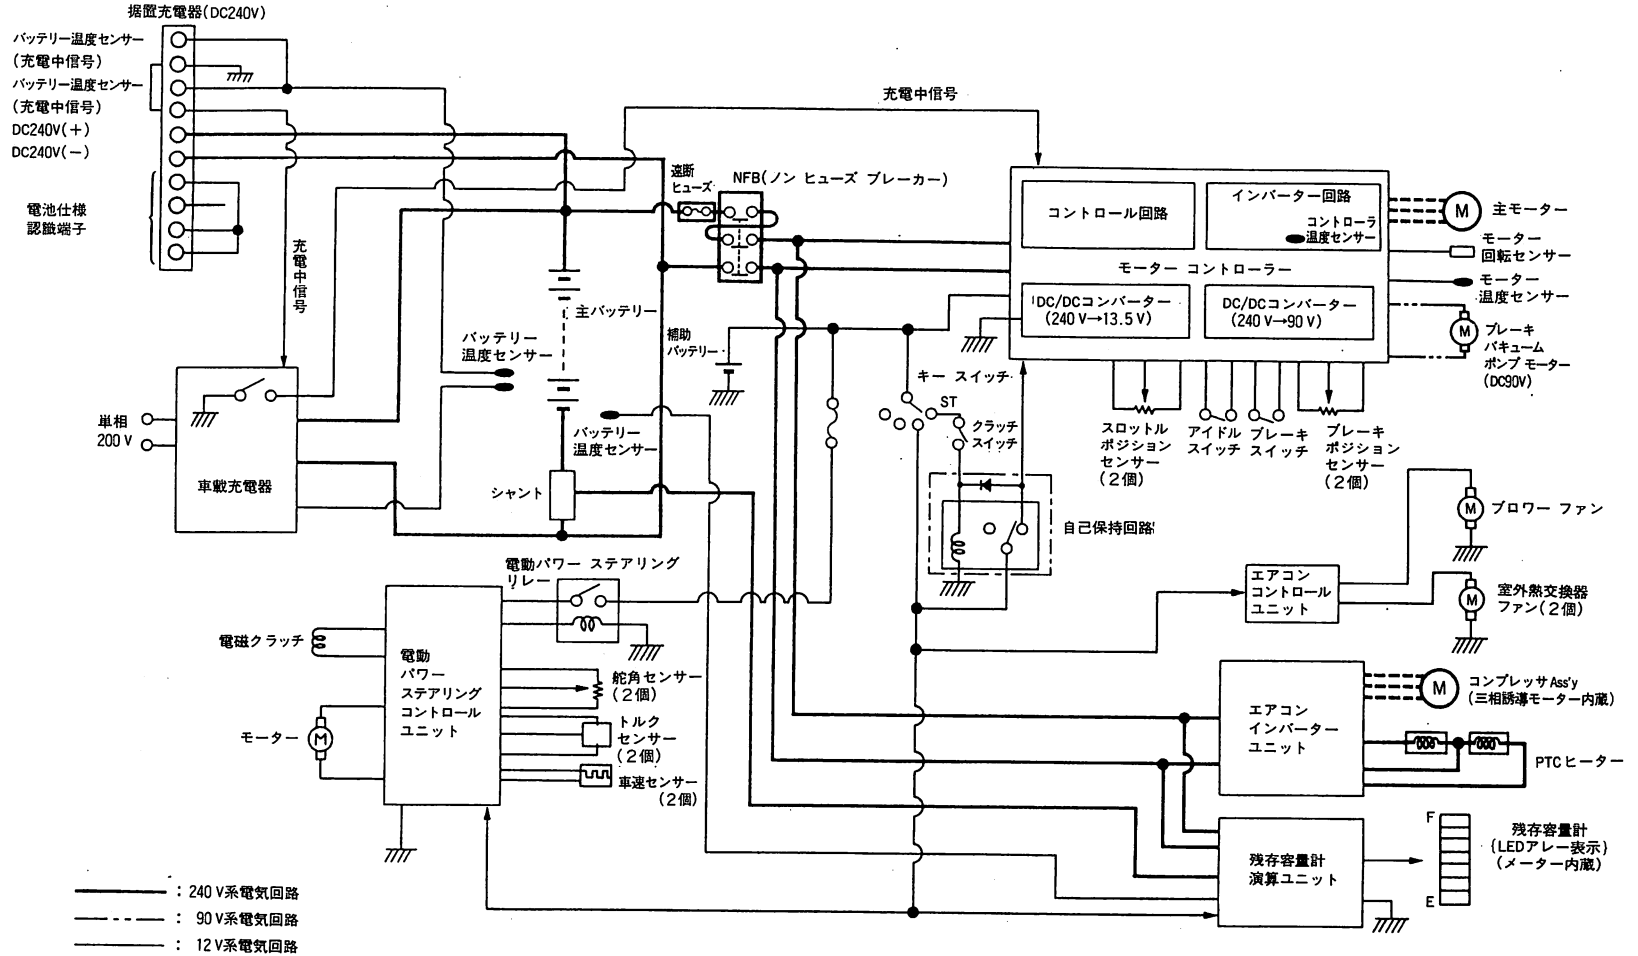 据置充電器(DC240V)
バッテリー温度センサー
(充電中信号)
バッテリー温度センサー
(充電中信号)
DC240V(+)
DC240V(−)
電池仕様
認識端子
充電中信号
充電中信号
遮断
ヒューズ
NFB(ノン ヒューズ ブレーカー)
コントロール回路
インバーター回路
コントローラ
温度センサー
モーター コントローラー
DC/DCコンバーター
(240 V→13.5 V)
DC/DCコンバーター
(240 V→90 V)
M
主モーター
モーター
回転センサー
モーター
温度センサー
M
ブレーキ
バキューム
ポンプ モーター
(DC90V)
主バッテリー
バッテリー
温度センサー
補助
バッテリー
キー スイッチ
ST
クラッチ
スイッチ
スロットル
ポジション
センサー
(2個)
アイドル
スイッチ
ブレーキ
スイッチ
ブレーキ
ポジション
センサー
(2個)
単相
200 V
車載充電器
バッテリー
温度センサー
シャント
自己保持回路
M
ブロワー ファン
電動パワー ステアリング
リレー
エアコン
コントロール
ユニット
M
室外熱交換器
ファン(2個)
電磁クラッチ
電動
パワー
ステアリング
コントロール
ユニット
舵角センサー
(2個)
トルク
センサー
(2個)
車速センサー
(2個)
モーター
M
エアコン
インバーター
ユニット
M
コンプレッサ Ass'y
(三相誘導モーター内蔵)
PTCヒーター
残存容量計
演算ユニット
F
E
残存容量計
(LEDアレー表示)
(メーター内蔵)
: 240 V系電気回路
: 90 V系電気回路
: 12 V系電気回路